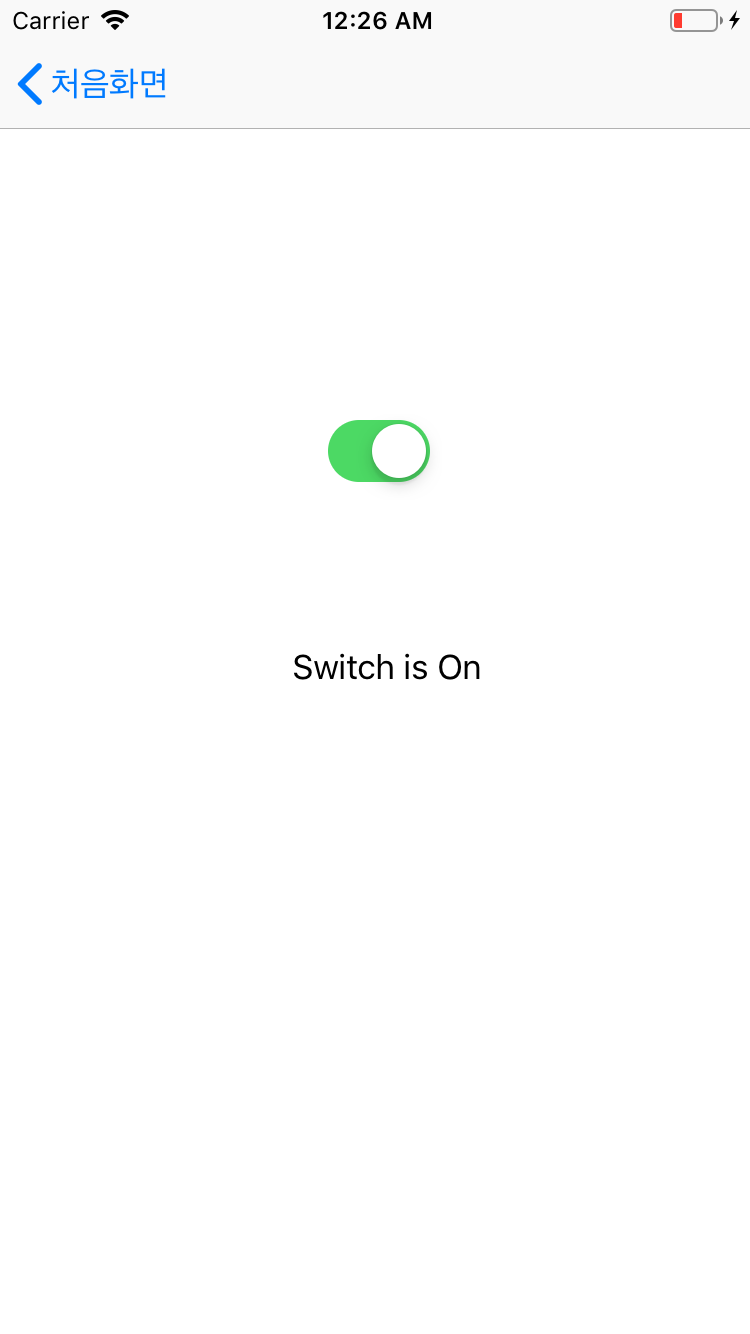 Carrier 12:26 AM
처음화면
Switch is On